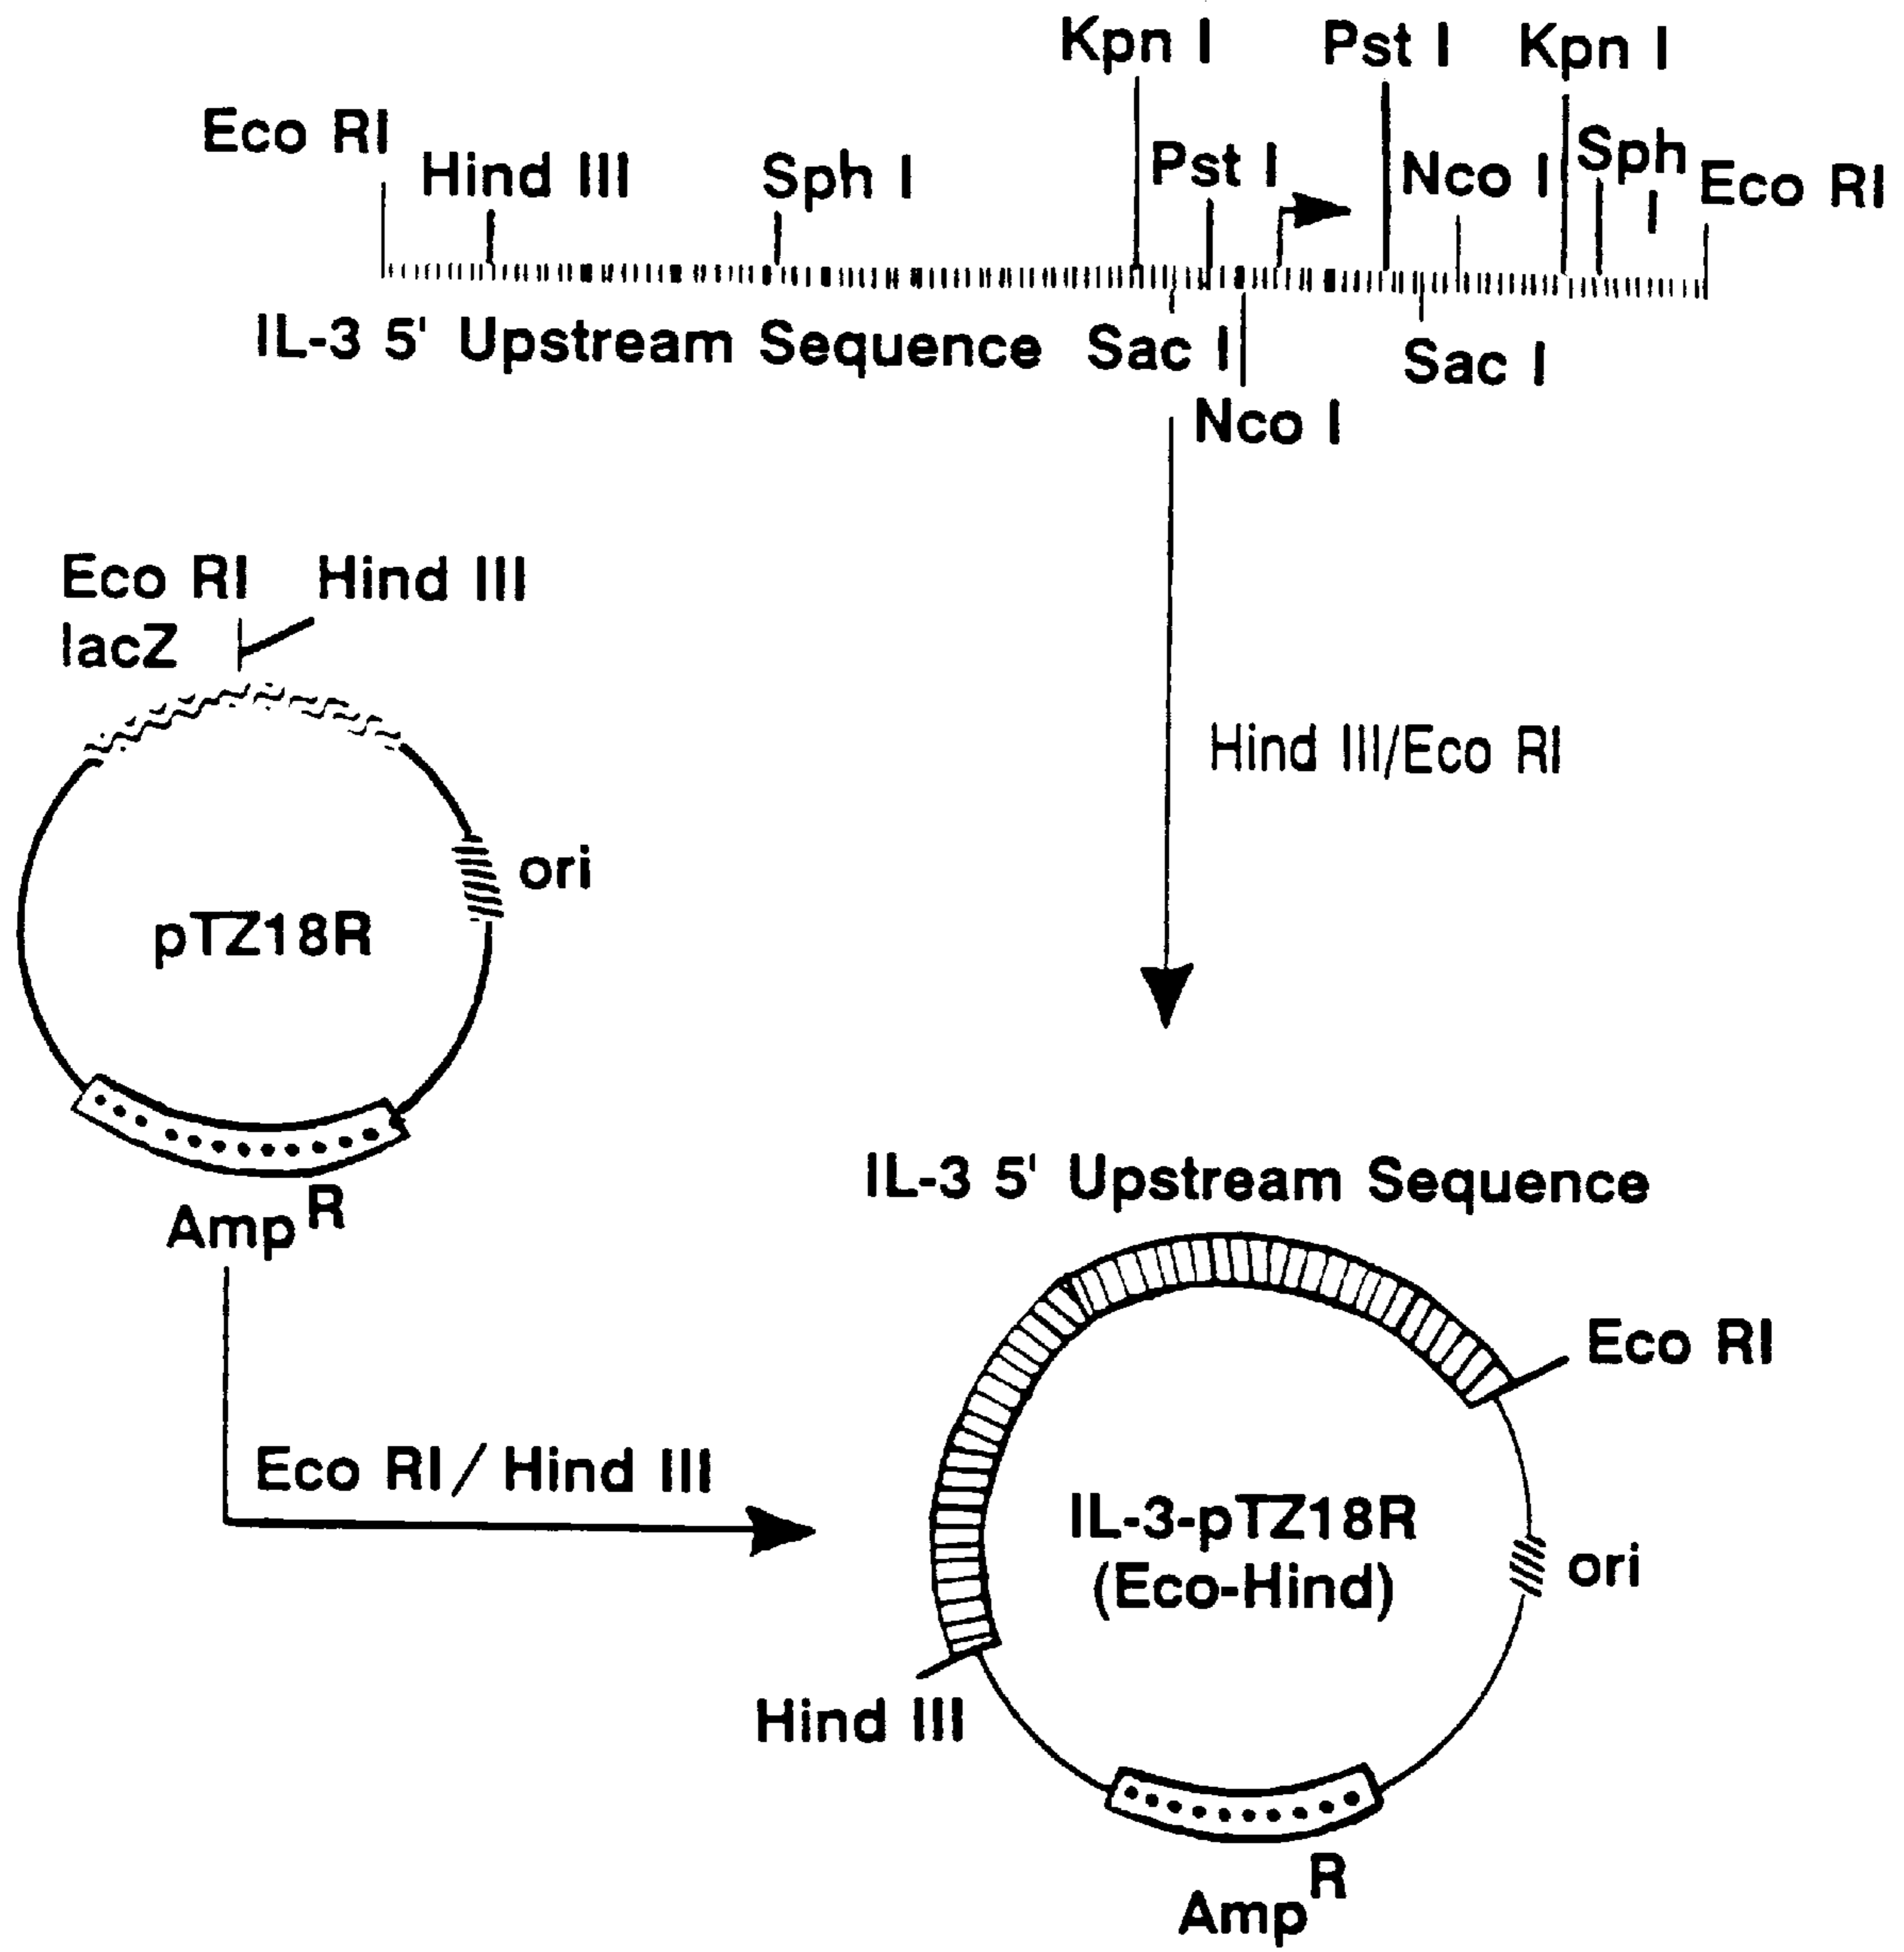 Kpn I
Pst I
Kpn I
Eco RI
Hind III
Sph I
Pst I
Nco I
Sph I
Eco RI
IL-3 5' Upstream Sequence
Sac I
Sac I
Nco I
Eco RI
Hind III
lacZ
Hind III/Eco RI
ori
pTZ18R
Amp R
IL-3 5' Upstream Sequence
Eco RI
Eco RI / Hind III
IL-3-pTZ18R
(Eco-Hind)
ori
Hind III
Amp R